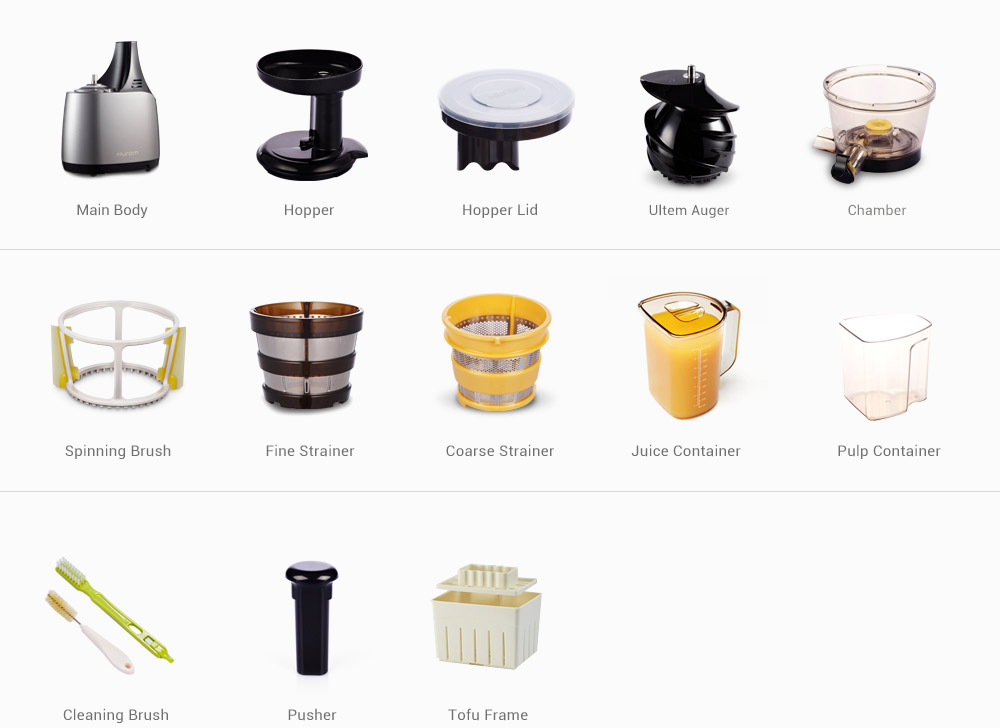 HUROM
Main Body
Hopper
Hopper Lid
Ultem Auger
Chamber
Spinning Brush
Fine Strainer
Coarse Strainer
Juice Container
Pulp Container
Cleaning Brush
Pusher
Tofu Frame